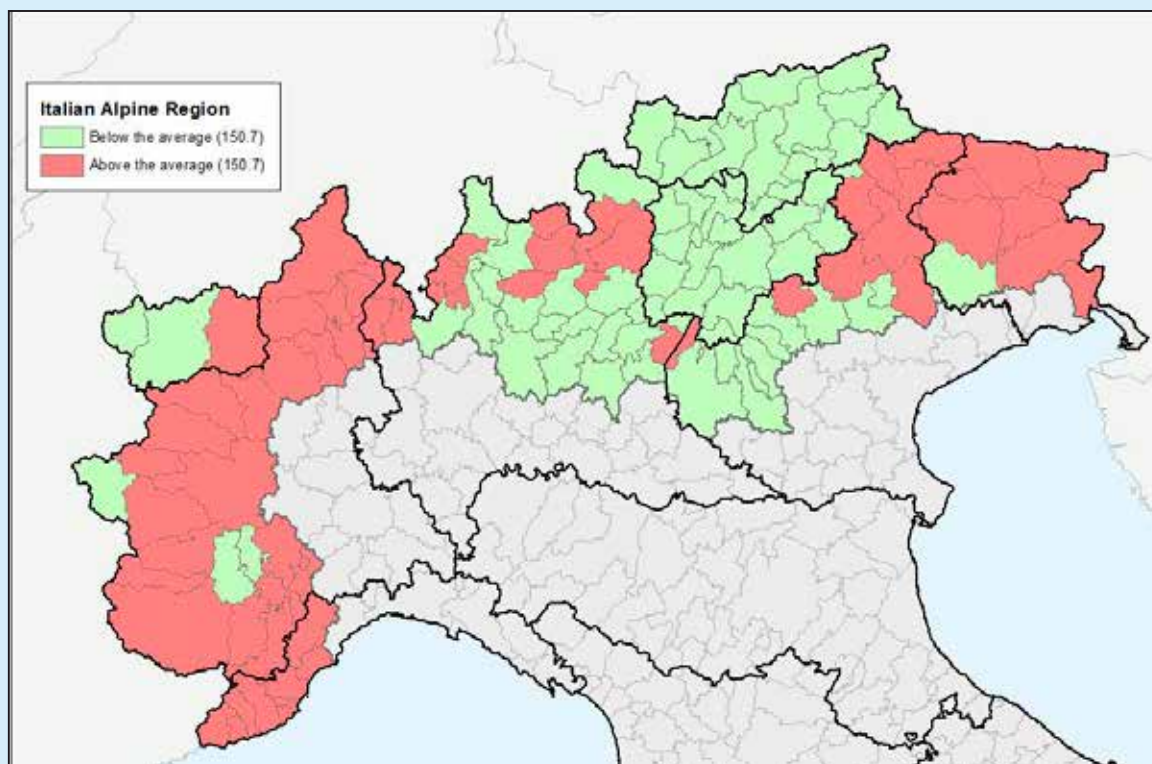 Italian Alpine Region
Below the average (150.7)
Above the average (150.7)